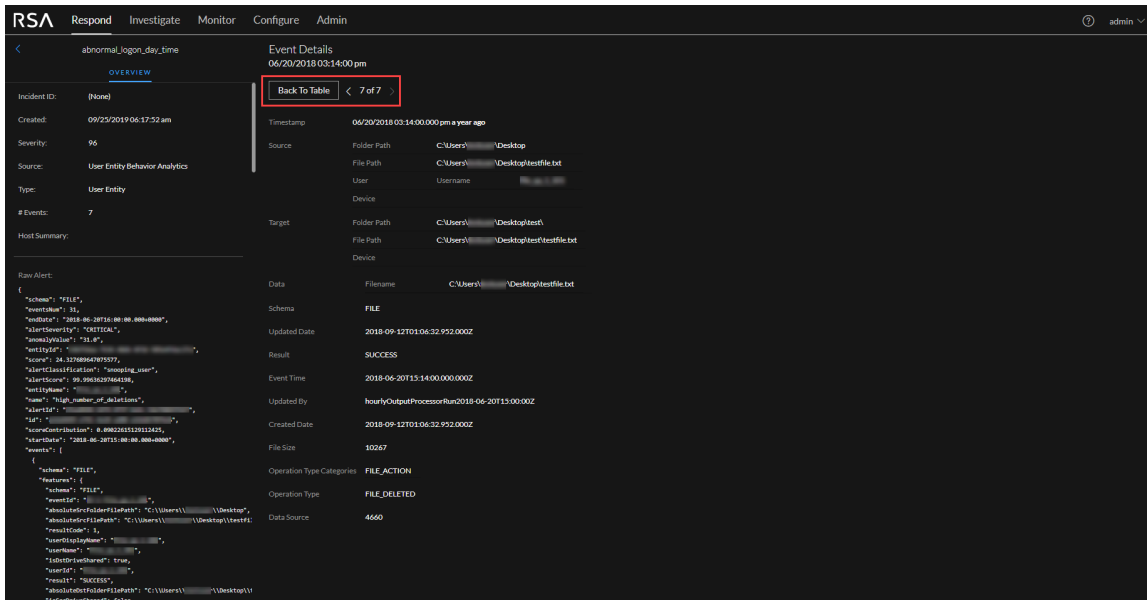 RSA Respond Investigate Monitor Configure Admin admin
abnormal_logon_day_time
OVERVIEW
Incident ID: (None)
Created: 09/25/2019 06:17:52 am
Severity: 96
Source: User Entity Behavior Analytics
Type: User Entity
# Events: 7
Host Summary:
Raw Alert:
{
"schema": "FILE",
"eventsNum": 31,
"endDate": "2018-06-20T16:00:00.000+0000",
"alertSeverity": "CRITICAL",
"anomalyValue": "31.0",
"entityId": "
"score": 24.327689647075577,
"alertClassification": "snooping_user",
"alertScore": 99.99636297464198,
"entityName": "
"name": "high_number_of_deletions",
"alertId": "
"id": "
"scoreContribution": 0.09022615129112425,
"startDate": "2018-06-20T15:00:00.000+0000",
"events": [
{
"schema": "FILE",
"features": {
"schema": "FILE",
"eventId": "
"absoluteSrcFolderFilePath": "C:\\Users\\ \\Desktop",
"absoluteSrcFilePath": "C:\\Users\\ \\Desktop\\testfi
"resultCode": 1,
"userDisplayName": "
"userName": "
"isDstDriveShared": true,
"userId": "
"result": "SUCCESS",
"absoluteDstFolderFilePath": "C:\\Users\\ \\Desktop\\t
Event Details
06/20/2018 03:14:00 pm
Back To Table < 7 of 7 >
Timestamp 06/20/2018 03:14:00.000 pm a year ago
Source Folder Path C:\Users\ \Desktop
File Path C:\Users\ \Desktop\testfile.txt
User Username
Device
Target Folder Path C:\Users\ \Desktop\test\
File Path C:\Users\ \Desktop\test\testfile.txt
Device
Data Filename C:\Users\ \Desktop\testfile.txt
Schema FILE
Updated Date 2018-09-12T01:06:32.952.000Z
Result SUCCESS
Event Time 2018-06-20T15:14:00.000.000Z
Updated By hourlyOutputProcessorRun2018-06-20T15:00:00Z
Created Date 2018-09-12T01:06:32.952.000Z
File Size 10267
Operation Type Categories FILE_ACTION
Operation Type FILE_DELETED
Data Source 4660